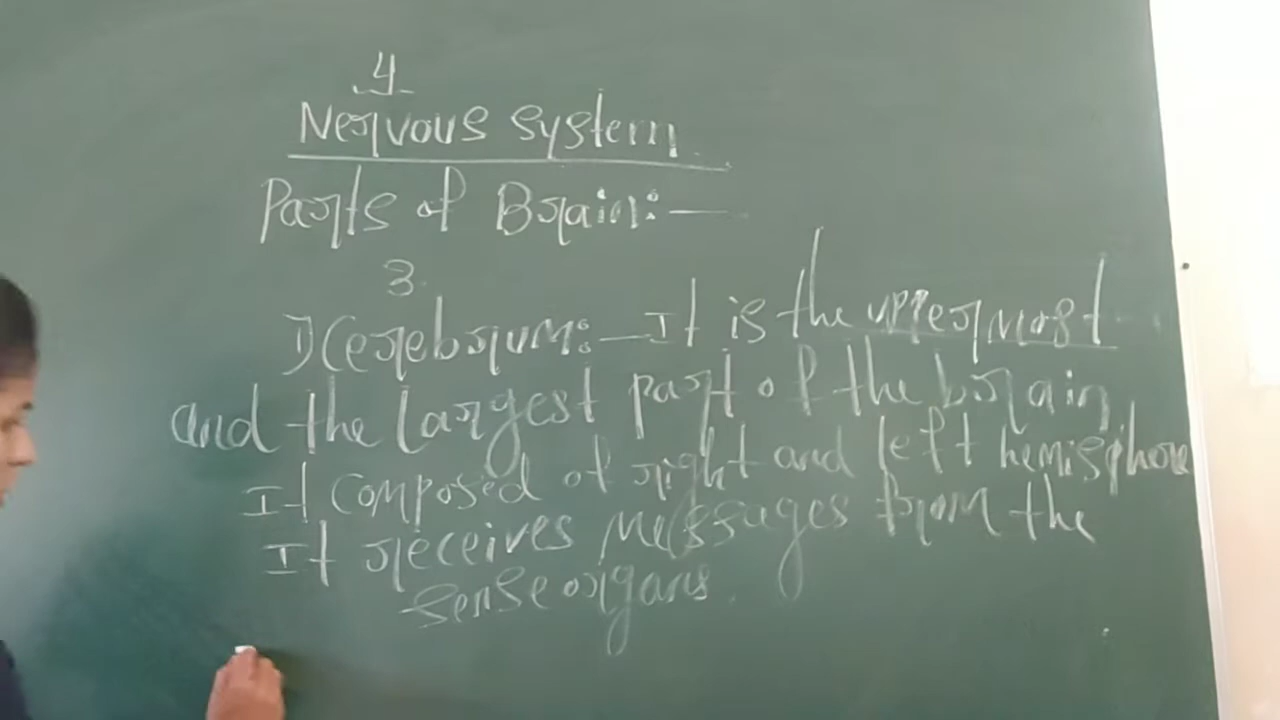 4
Nervous system
Parts of Brain:-
3.
1) Cerebrum:- It is the uppermost
and the largest part of the brain
It composed of right and left hemisphore
It receives messages from the
sense organs.